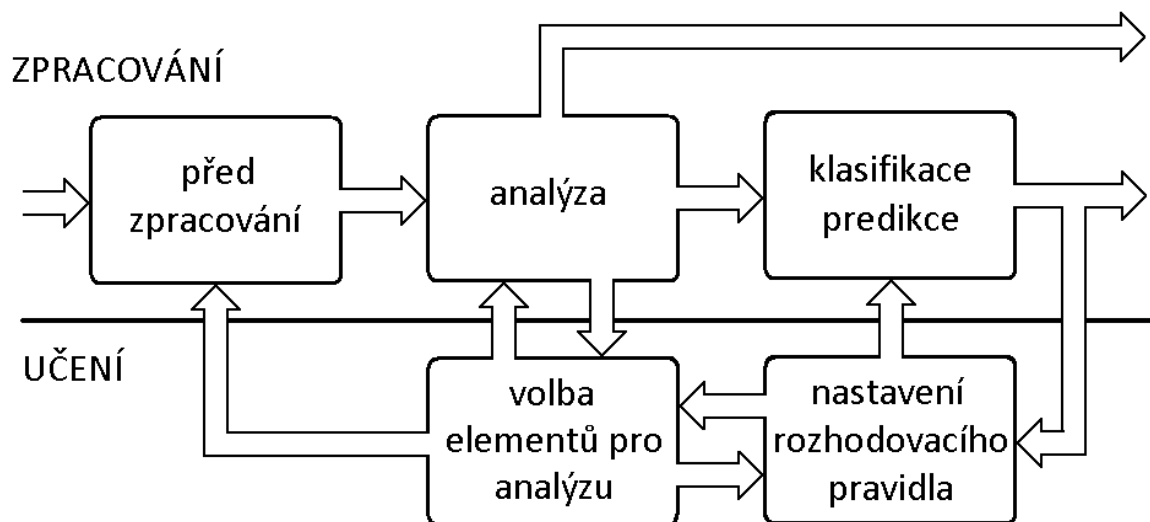 ZPRACOVÁNÍ
před
zpracování
analýza
klasifikace
predikce
UČENÍ
volba
elementů pro
analýzu
nastavení
rozhodovacího
pravidla